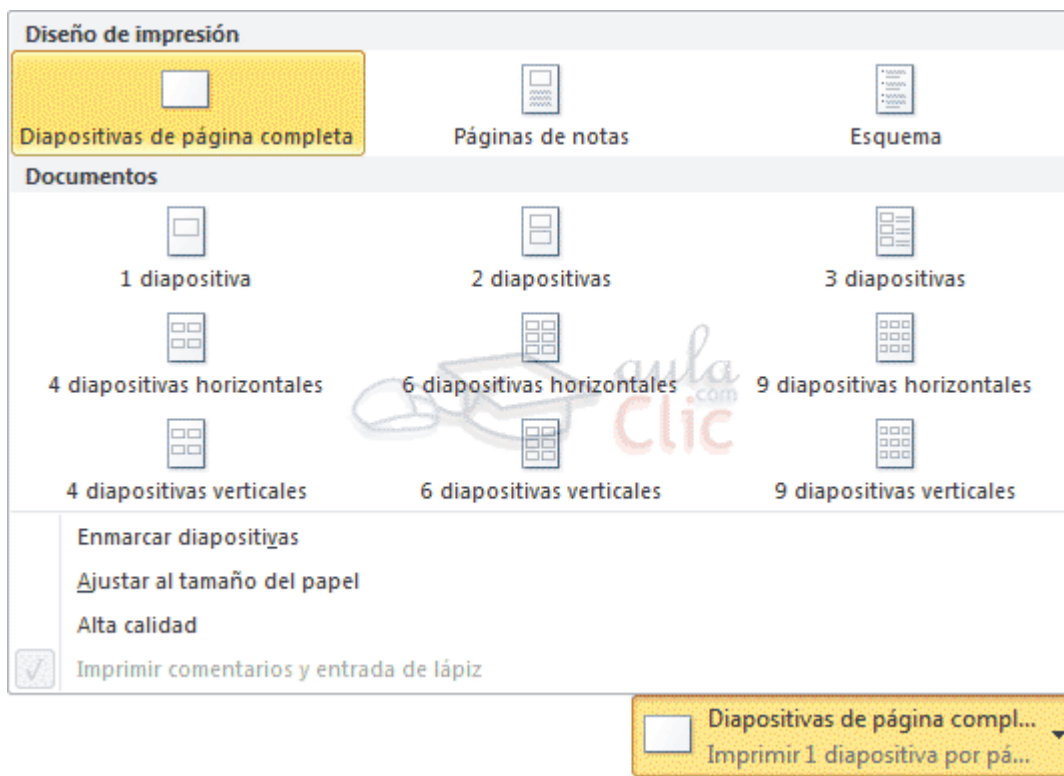 Diseño de impresión
Diapositivas de página completa
Páginas de notas
Esquema
Documentos
1 diapositiva
2 diapositivas
3 diapositivas
4 diapositivas horizontales
6 diapositivas horizontales
9 diapositivas horizontales
aula
.com
Clic
4 diapositivas verticales
6 diapositivas verticales
9 diapositivas verticales
Enmarcar diapositivas
Ajustar al tamaño del papel
Alta calidad
Imprimir comentarios y entrada de lápiz
Diapositivas de página compl...
Imprimir 1 diapositiva por pá...